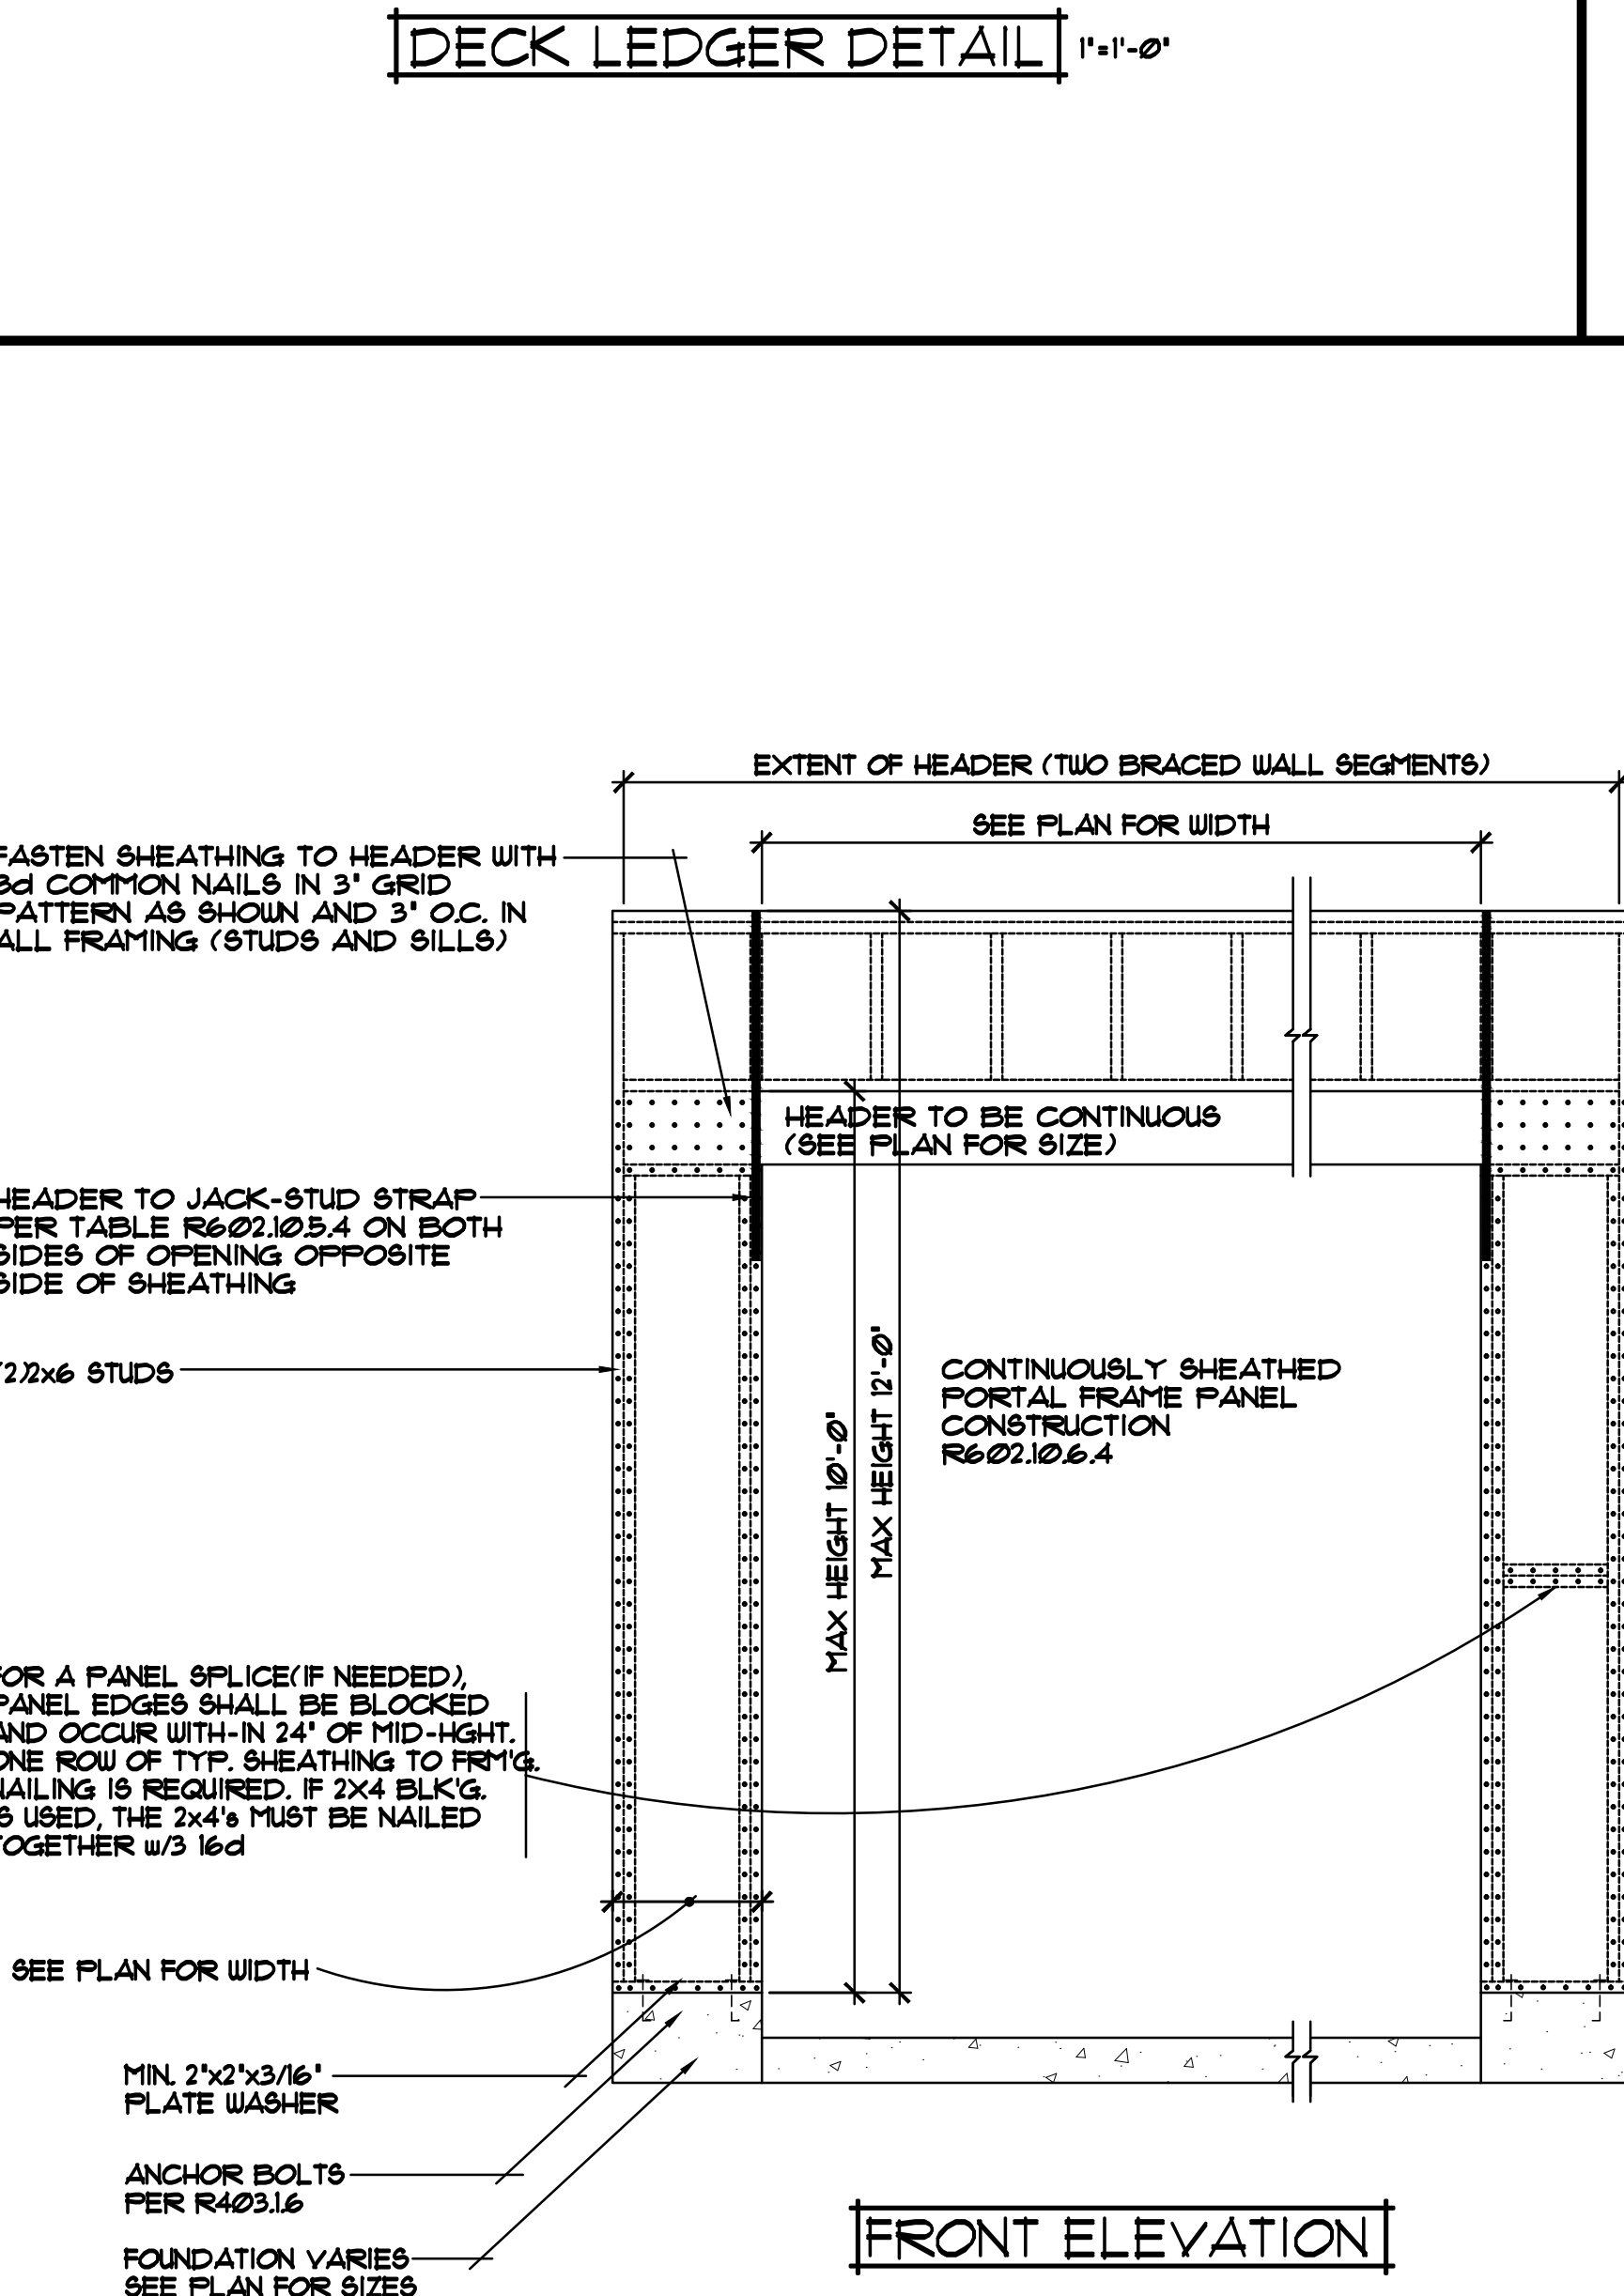 DECK LEDGER DETAIL 1"=1'-0"
EXTENT OF HEADER (TWO BRACED WALL SEGMENTS)
SEE PLAN FOR WIDTH
FASTEN SHEATHING TO HEADER WITH
8d COMMON NAILS IN 3" GRID
PATTERN AS SHOWN AND 3" O.C. IN
ALL FRAMING (STUDS AND SILLS)
HEADER TO BE CONTINUOUS
(SEE PLAN FOR SIZE)
HEADER TO JACK-STUD STRAP
PER TABLE R602.10.5.4 ON BOTH
SIDES OF OPENING OPPOSITE
SIDE OF SHEATHING
(2)2x6 STUDS
MAX HEIGHT 10'-0"
MAX HEIGHT 12'-0"
CONTINUOUSLY SHEATHED
PORTAL FRAME PANEL
CONSTRUCTION
R602.10.6.4
FOR A PANEL SPLICE(IF NEEDED),
PANEL EDGES SHALL BE BLOCKED
AND OCCUR WITH-IN 24" OF MID-HGHT.
ONE ROW OF TYP. SHEATHING TO FRM'G.
NAILING IS REQUIRED. IF 2X4 BLK'G.
IS USED, THE 2x4's MUST BE NAILED
TOGETHER w/3 16d
SEE PLAN FOR WIDTH
MIN. 2"x2"x3/16"
PLATE WASHER
ANCHOR BOLTS
PER R403.1.6
FOUNDATION VARIES
SEE PLAN FOR SIZES
FRONT ELEVATION